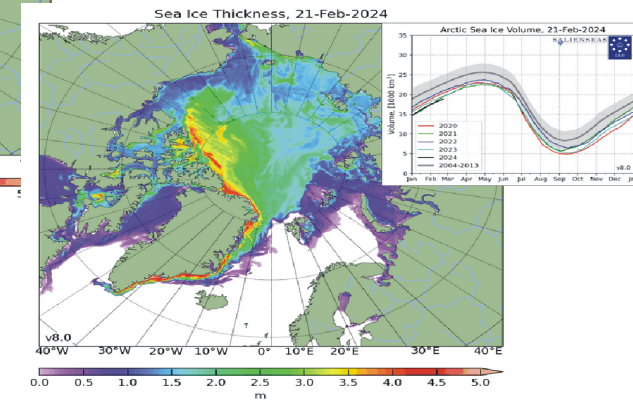 Sea Ice Thickness, 21-Feb-2024
Arctic Sea Ice Volume, 21-Feb-2024
SALIENSEAS
Volume, [1000 km³]
35
30
25
20
15
10
5
0
2020
2021
2022
2023
2024
2004-2013
v8.0
Jan Feb Mar Apr May Jun Jul Aug Sep Oct Nov Dec
v8.0
40°W 30°W 20°W 10°W 0° 10°E 20°E 30°E 40°E
0.0 0.5 1.0 1.5 2.0 2.5 3.0 3.5 4.0 4.5 5.0
m